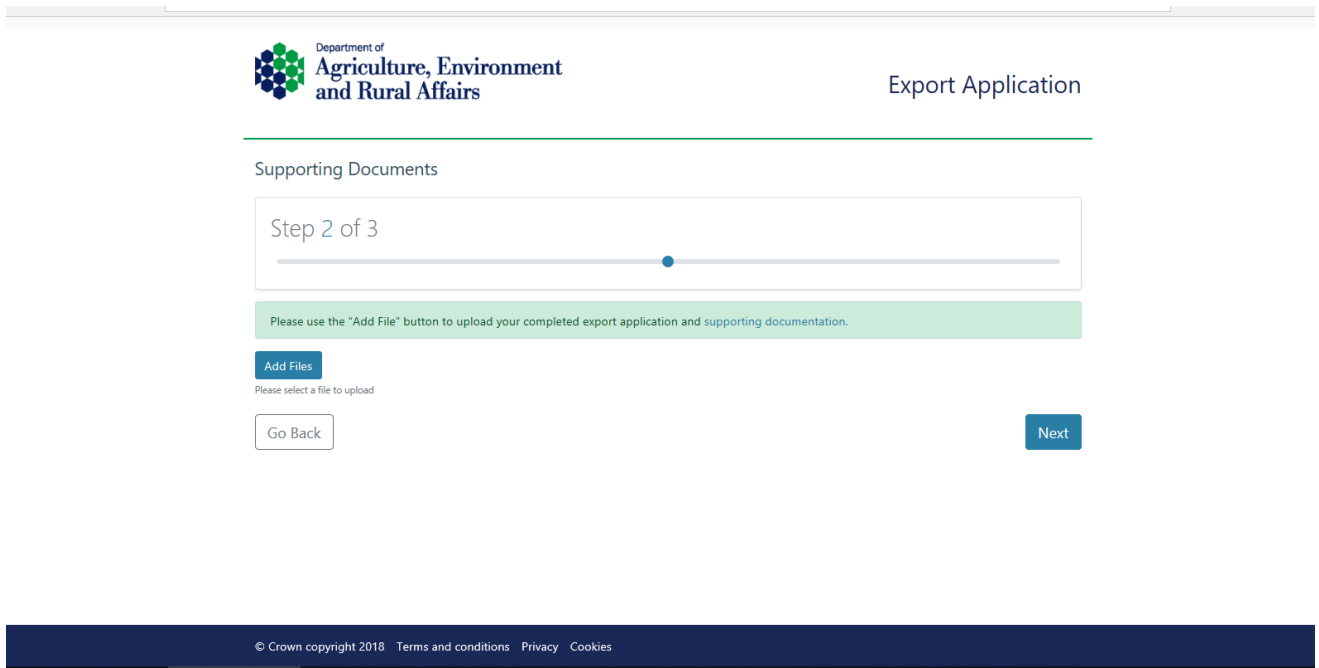 Department of
Agriculture, Environment
and Rural Affairs
Export Application
Supporting Documents
Step 2 of 3
Please use the "Add File" button to upload your completed export application and supporting documentation.
Add Files
Please select a file to upload
Go Back
Next
© Crown copyright 2018 Terms and conditions Privacy Cookies